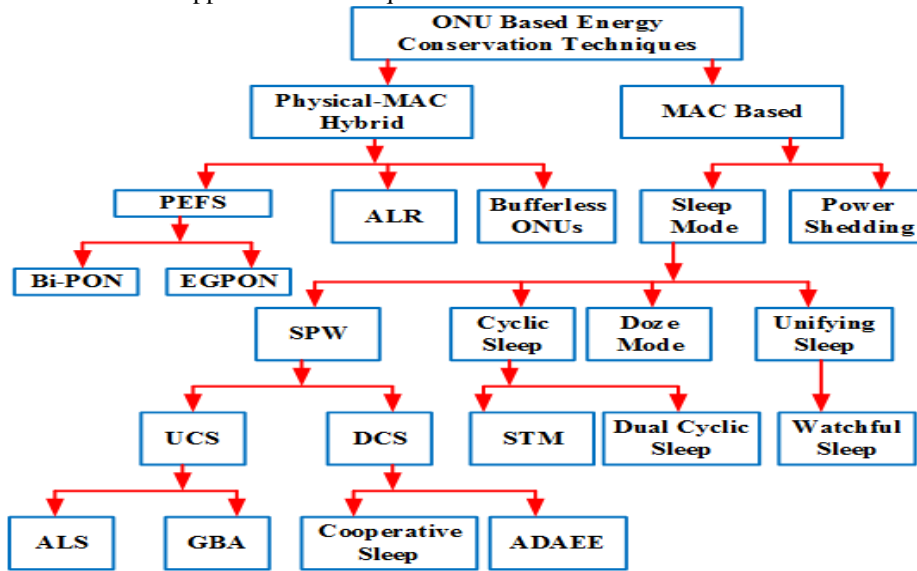 ONU Based Energy
Conservation Techniques
Physical-MAC
Hybrid
MAC Based
PEFS
ALR
Bufferless
ONUs
Sleep
Mode
Power
Shedding
Bi-PON
EGPON
SPW
Cyclic
Sleep
Doze
Mode
Unifying
Sleep
UCS
DCS
STM
Dual Cyclic
Sleep
Watchful
Sleep
ALS
GBA
Cooperative
Sleep
ADAEE